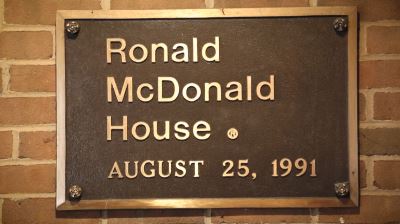 Ronald
McDonald
House ®
AUGUST 25, 1991